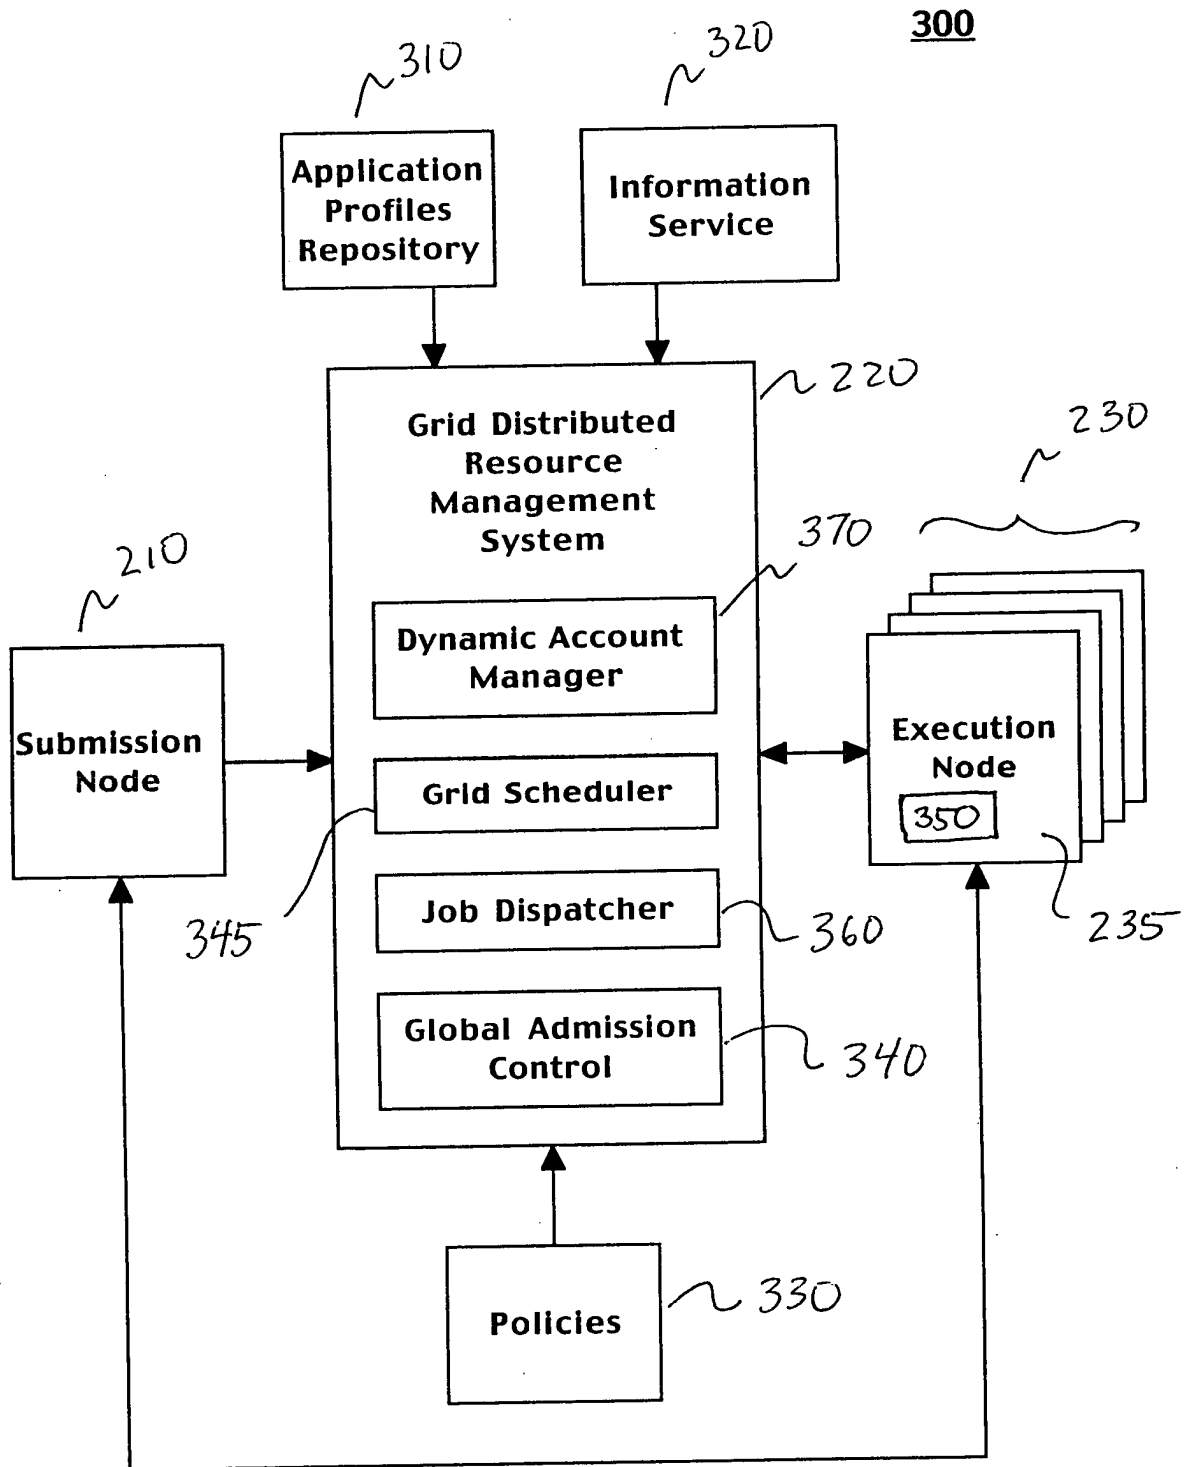 300
310
320
Application
Profiles
Repository
Information
Service
220
Grid Distributed
Resource
Management
System
230
370
210
Dynamic Account
Manager
Submission
Node
Execution
Node
350
Grid Scheduler
345
Job Dispatcher
360
235
Global Admission
Control
340
Policies
330